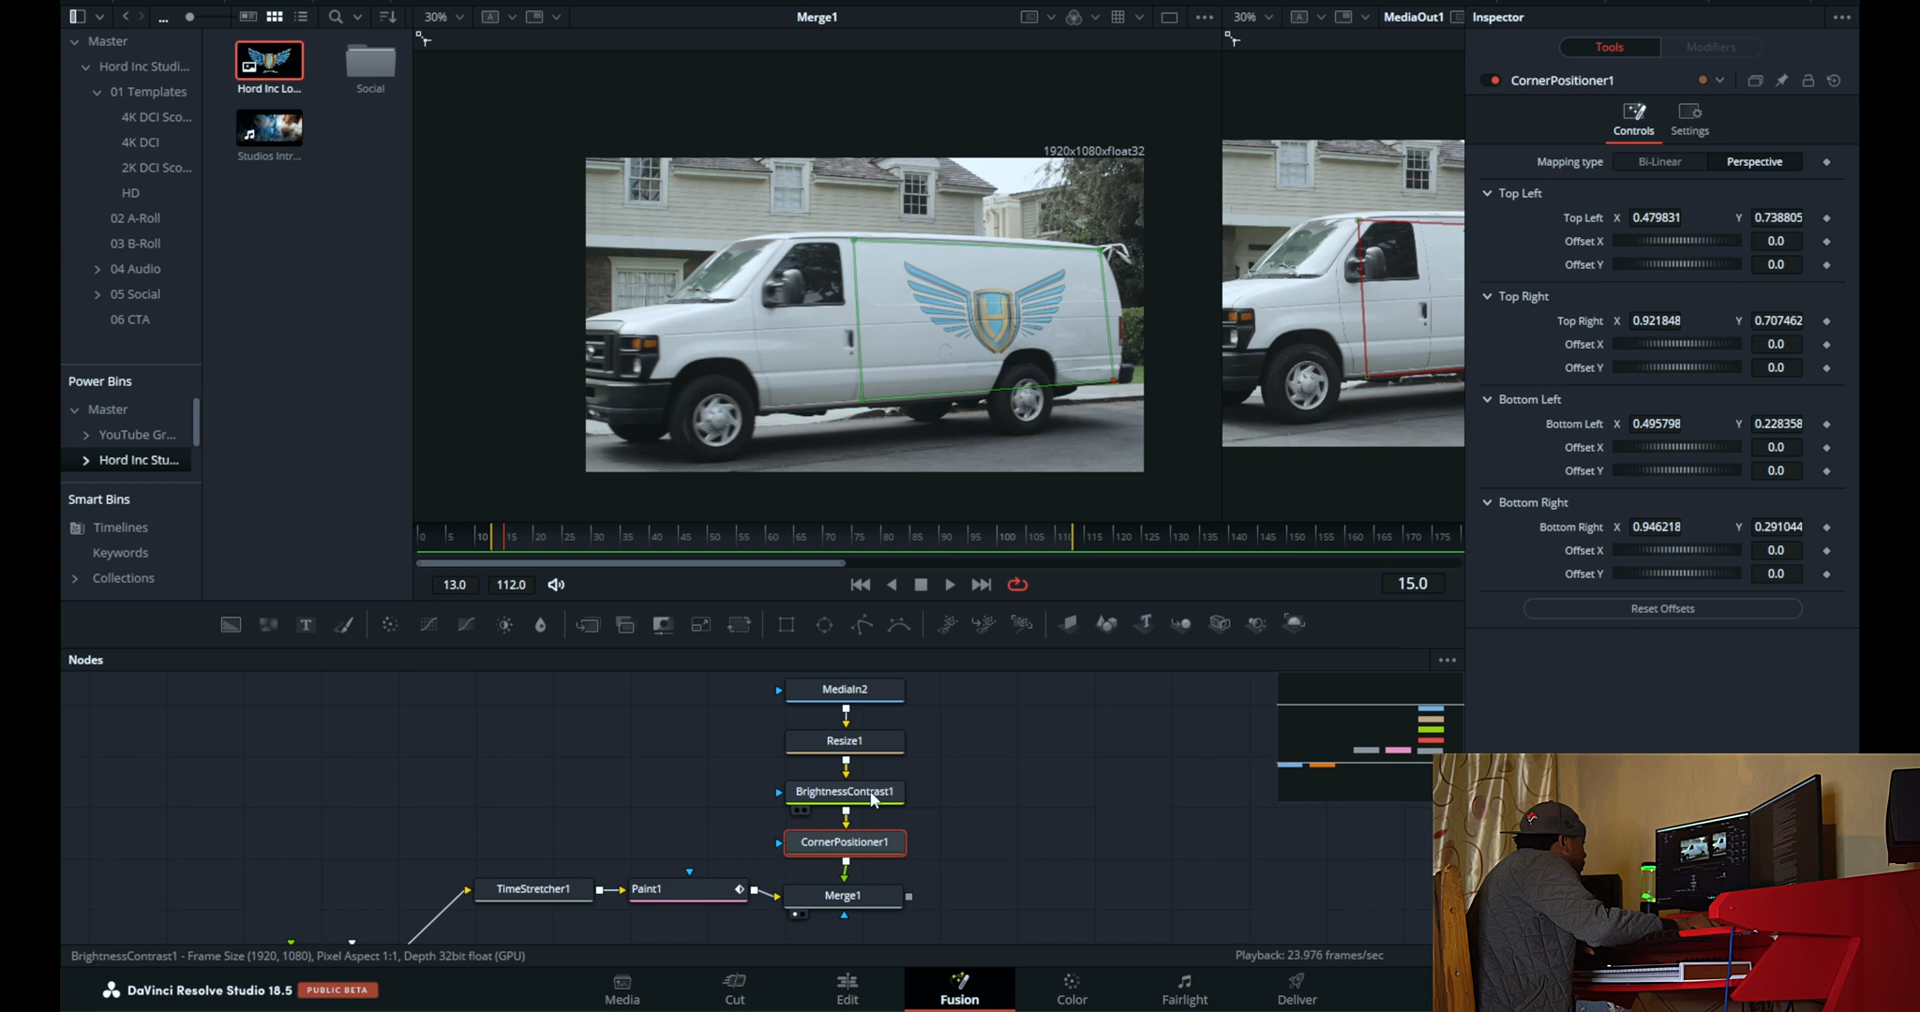 ...
30%
A
Merge1
30%
A
MediaOut1
Inspector
Master
Hord Inc Studi...
01 Templates
4K DCI Sco...
4K DCI
2K DCI Sco...
HD
02 A-Roll
03 B-Roll
04 Audio
05 Social
06 CTA
Power Bins
Master
YouTube Gr...
Hord Inc Stu...
Smart Bins
Timelines
Keywords
Collections
Hord Inc Lo...
Social
Studios Intr...
1920x1080xfloat32
H
0 5 10 15 20 25 30 35 40 45 50 55 60 65 70 75 80 85 90 95 100 105 110 115 120 125 130 135 140 145 150 155 160 165 170 175
13.0
112.0
15.0
Tools
Modifiers
CornerPositioner1
Controls
Settings
Mapping type Bi-Linear Perspective
Top Left
Top Left X 0.479831 Y 0.738805
Offset X 0.0
Offset Y 0.0
Top Right
Top Right X 0.921848 Y 0.707462
Offset X 0.0
Offset Y 0.0
Bottom Left
Bottom Left X 0.495798 Y 0.228358
Offset X 0.0
Offset Y 0.0
Bottom Right
Bottom Right X 0.946218 Y 0.291044
Offset X 0.0
Offset Y 0.0
Reset Offsets
T
T
Nodes
MediaIn2
Resize1
BrightnessContrast1
CornerPositioner1
TimeStretcher1
Paint1
Merge1
BrightnessContrast1 - Frame Size (1920, 1080), Pixel Aspect 1:1, Depth 32bit float (GPU)
Playback: 23.976 frames/sec
DaVinci Resolve Studio 18.5
PUBLIC BETA
Media
Cut
Edit
Fusion
Color
Fairlight
Deliver